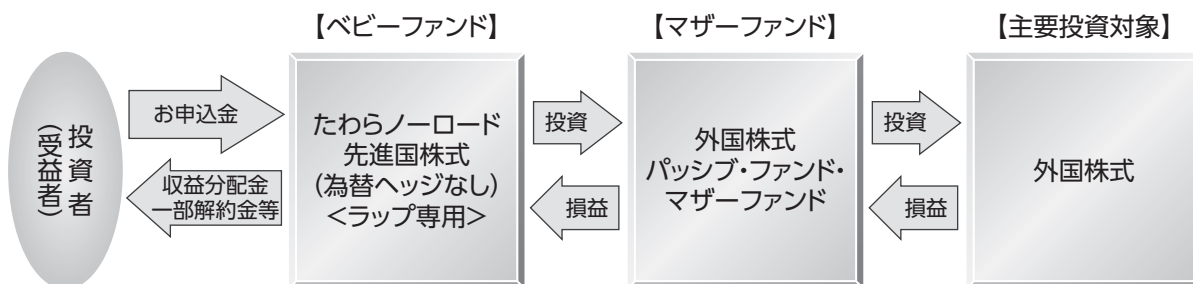 【ベビーファンド】
【マザーファンド】
【主要投資対象】
投資者
(受益者)
お申込金
収益分配金
一部解約金等
たわらノーロード
先進国株式
(為替ヘッジなし)
<ラップ専用>
投資
損益
外国株式
パッシブ・ファンド・
マザーファンド
投資
損益
外国株式